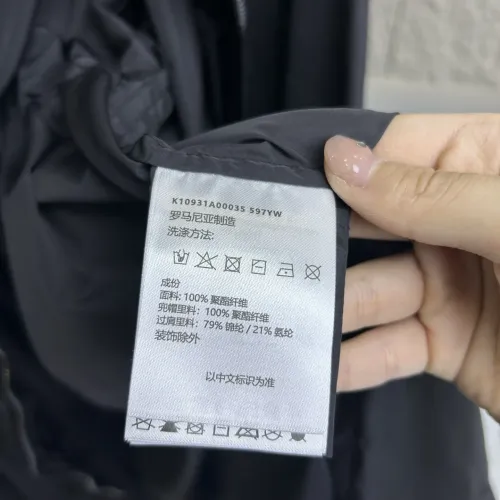 K10931A00035 597YW
罗马尼亚制造
洗涤方法:
成份
面料: 100% 聚酯纤维
兜帽里料: 100% 聚酯纤维
过肩里料: 79% 锦纶 / 21% 氨纶
装饰除外
以中文标识为准